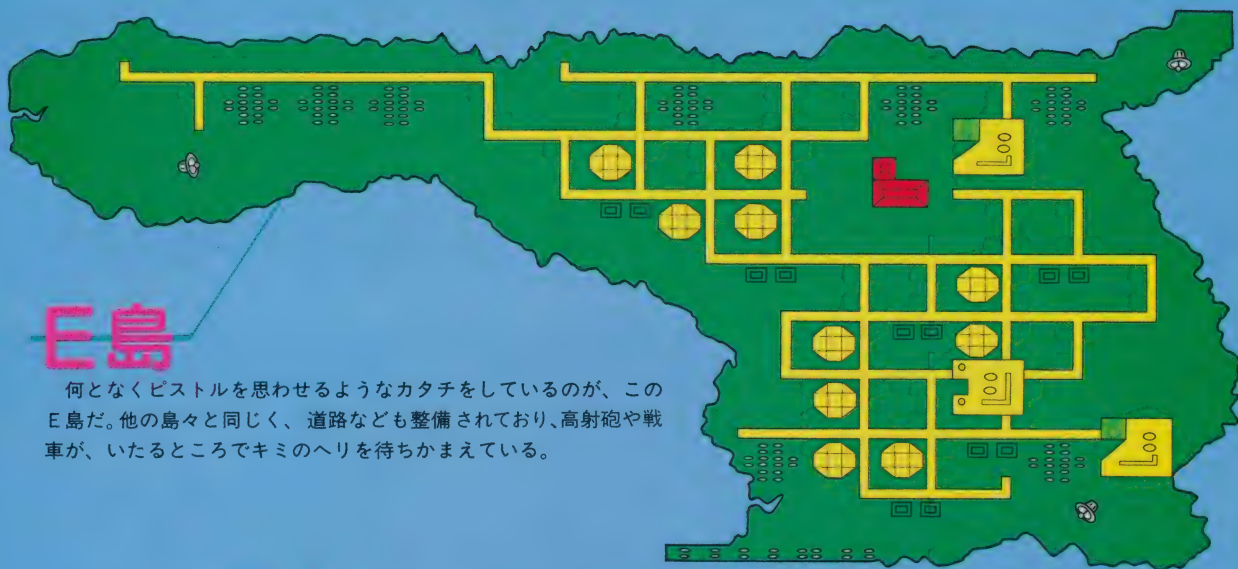 E島
何となくピストルを思わせるようなカタチをしているのが、この
E島だ。他の島々と同じく、道路なども整備されており、高射砲や戦
車が、いたるところでキミのヘリを待ちかまえている。